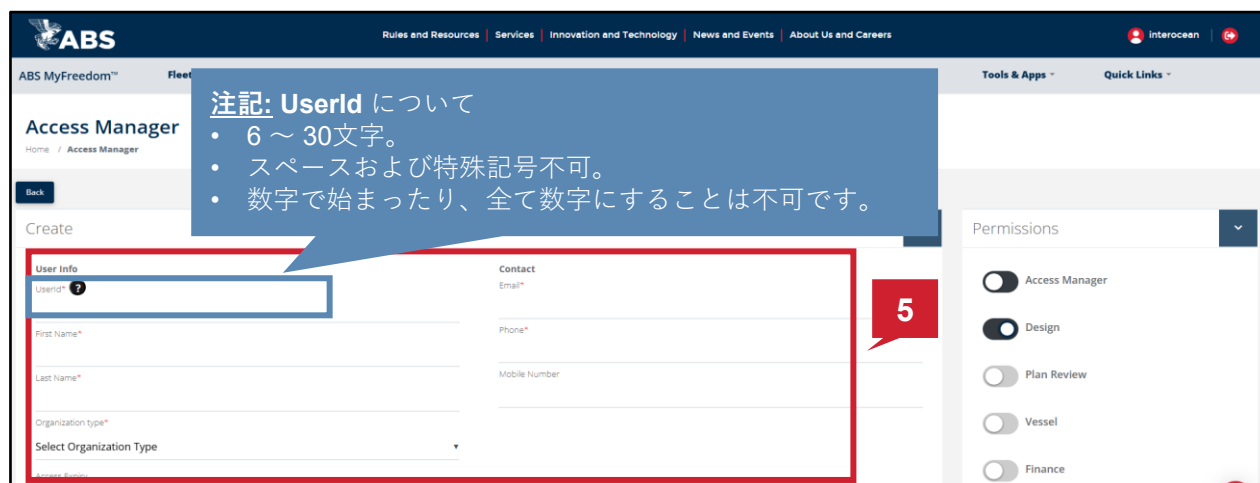 ABS
Rules and Resources | Services | Innovation and Technology | News and Events | About Us and Careers
interocean
ABS MyFreedom™
Fleet
Tools & Apps
Quick Links
注記: UserId について
• 6 ～ 30文字。
• スペースおよび特殊記号不可。
• 数字で始まったり、全て数字にすることは不可です。
Access Manager
Home / Access Manager
Back
Create
User Info
UserId* ?
First Name*
Last Name*
Organization type*
Select Organization Type
Access Expiry
Contact
Email*
Phone*
Mobile Number
5
Permissions
Access Manager
Design
Plan Review
Vessel
Finance